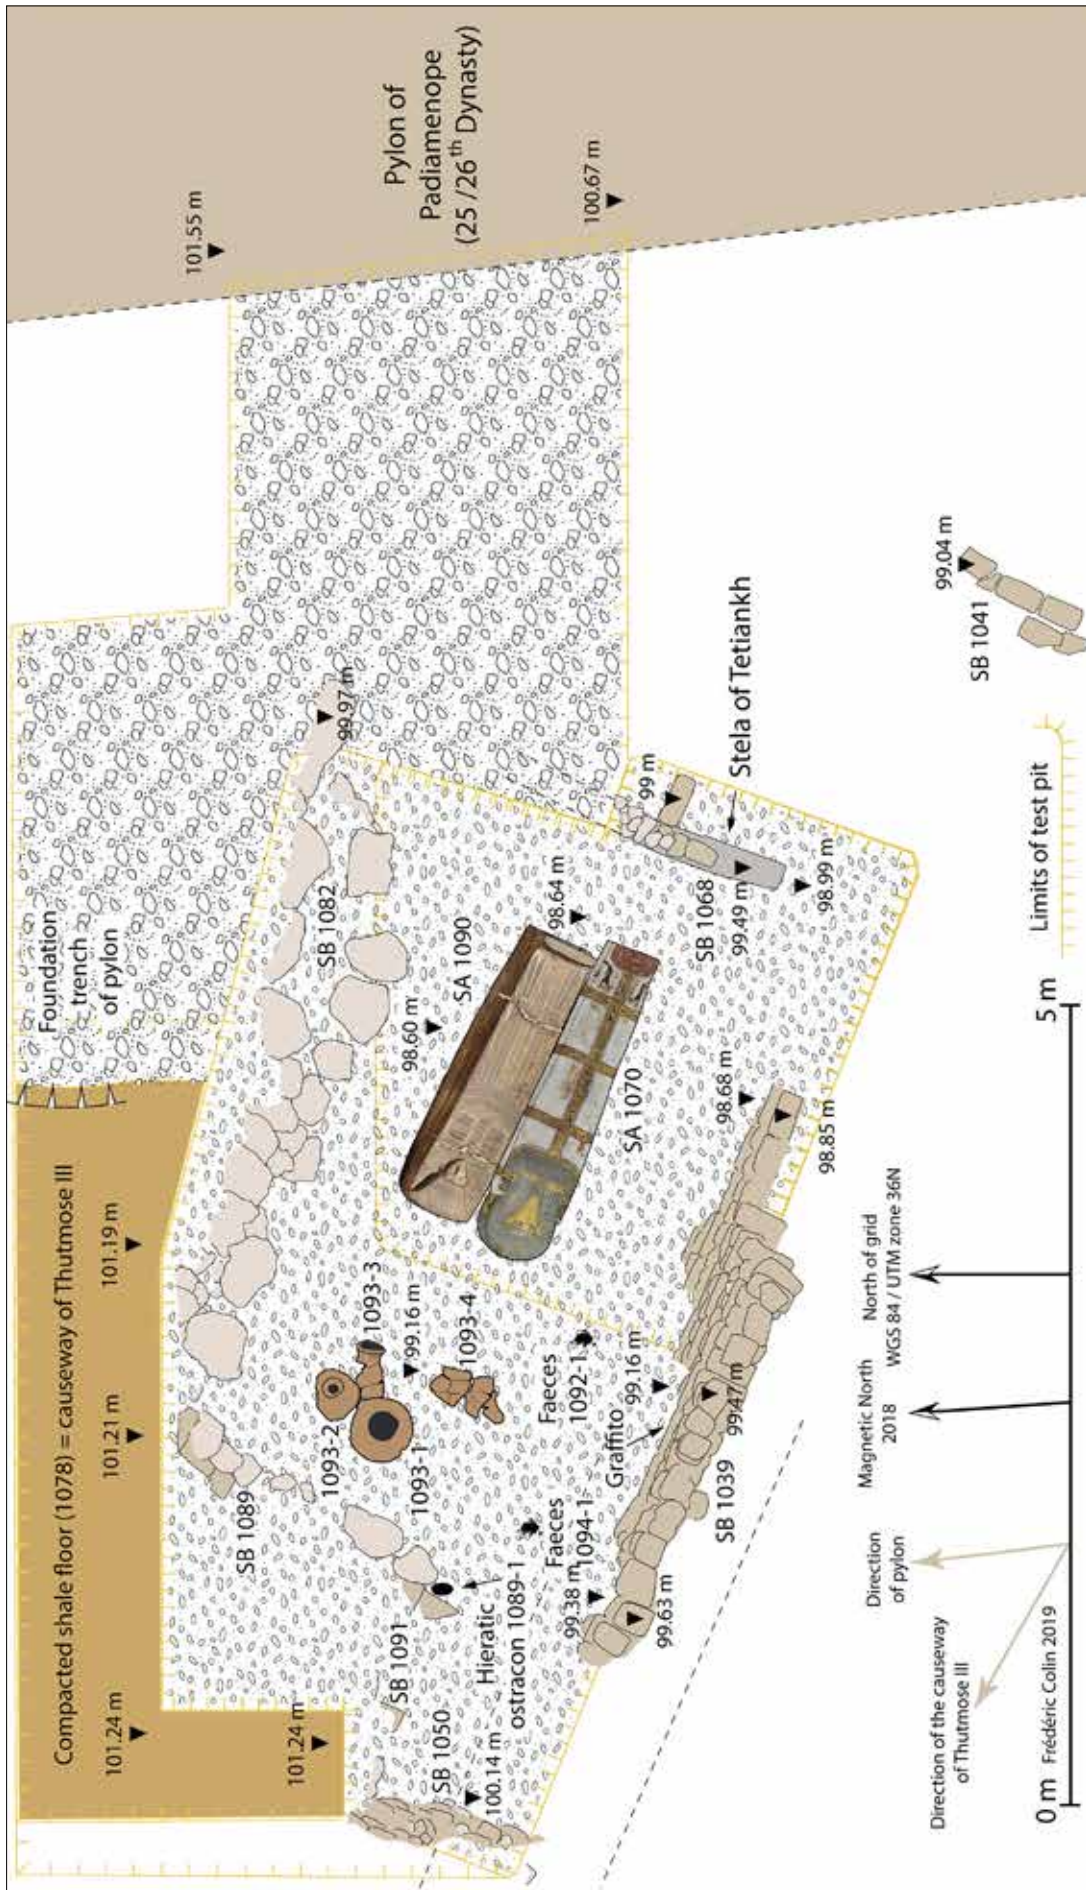 Compacted shale floor (1078) = causeway of Thutmose III
101.24 m
101.21 m
101.19 m
101.24 m
Foundation
trench
of pylon
101.55 m
Pylon of
Padiamenope
(25 /26th Dynasty)
100.67 m
99.97 m
SB 1082
SB 1089
SB 1091
SB 1050
100.14 m
Hieratic
ostracon 1089-1
1093-2
1093-1
1093-3
99.16 m
1093-4
Faeces
1094-1
Faeces
1092-1
99.38 m
99.63 m
Graffito
99.16 m
99.47 m
SB 1039
98.60 m
SA 1090
98.64 m
SA 1070
98.68 m
98.85 m
SB 1068
99.49 m
99 m
98.99 m
Stela of Tetiankh
SB 1041
99.04 m
Limits of test pit
Direction of the causeway
of Thutmose III
Direction
of pylon
Magnetic North
2018
North of grid
WGS 84 / UTM zone 36N
Frédéric Colin 2019
0 m
5 m